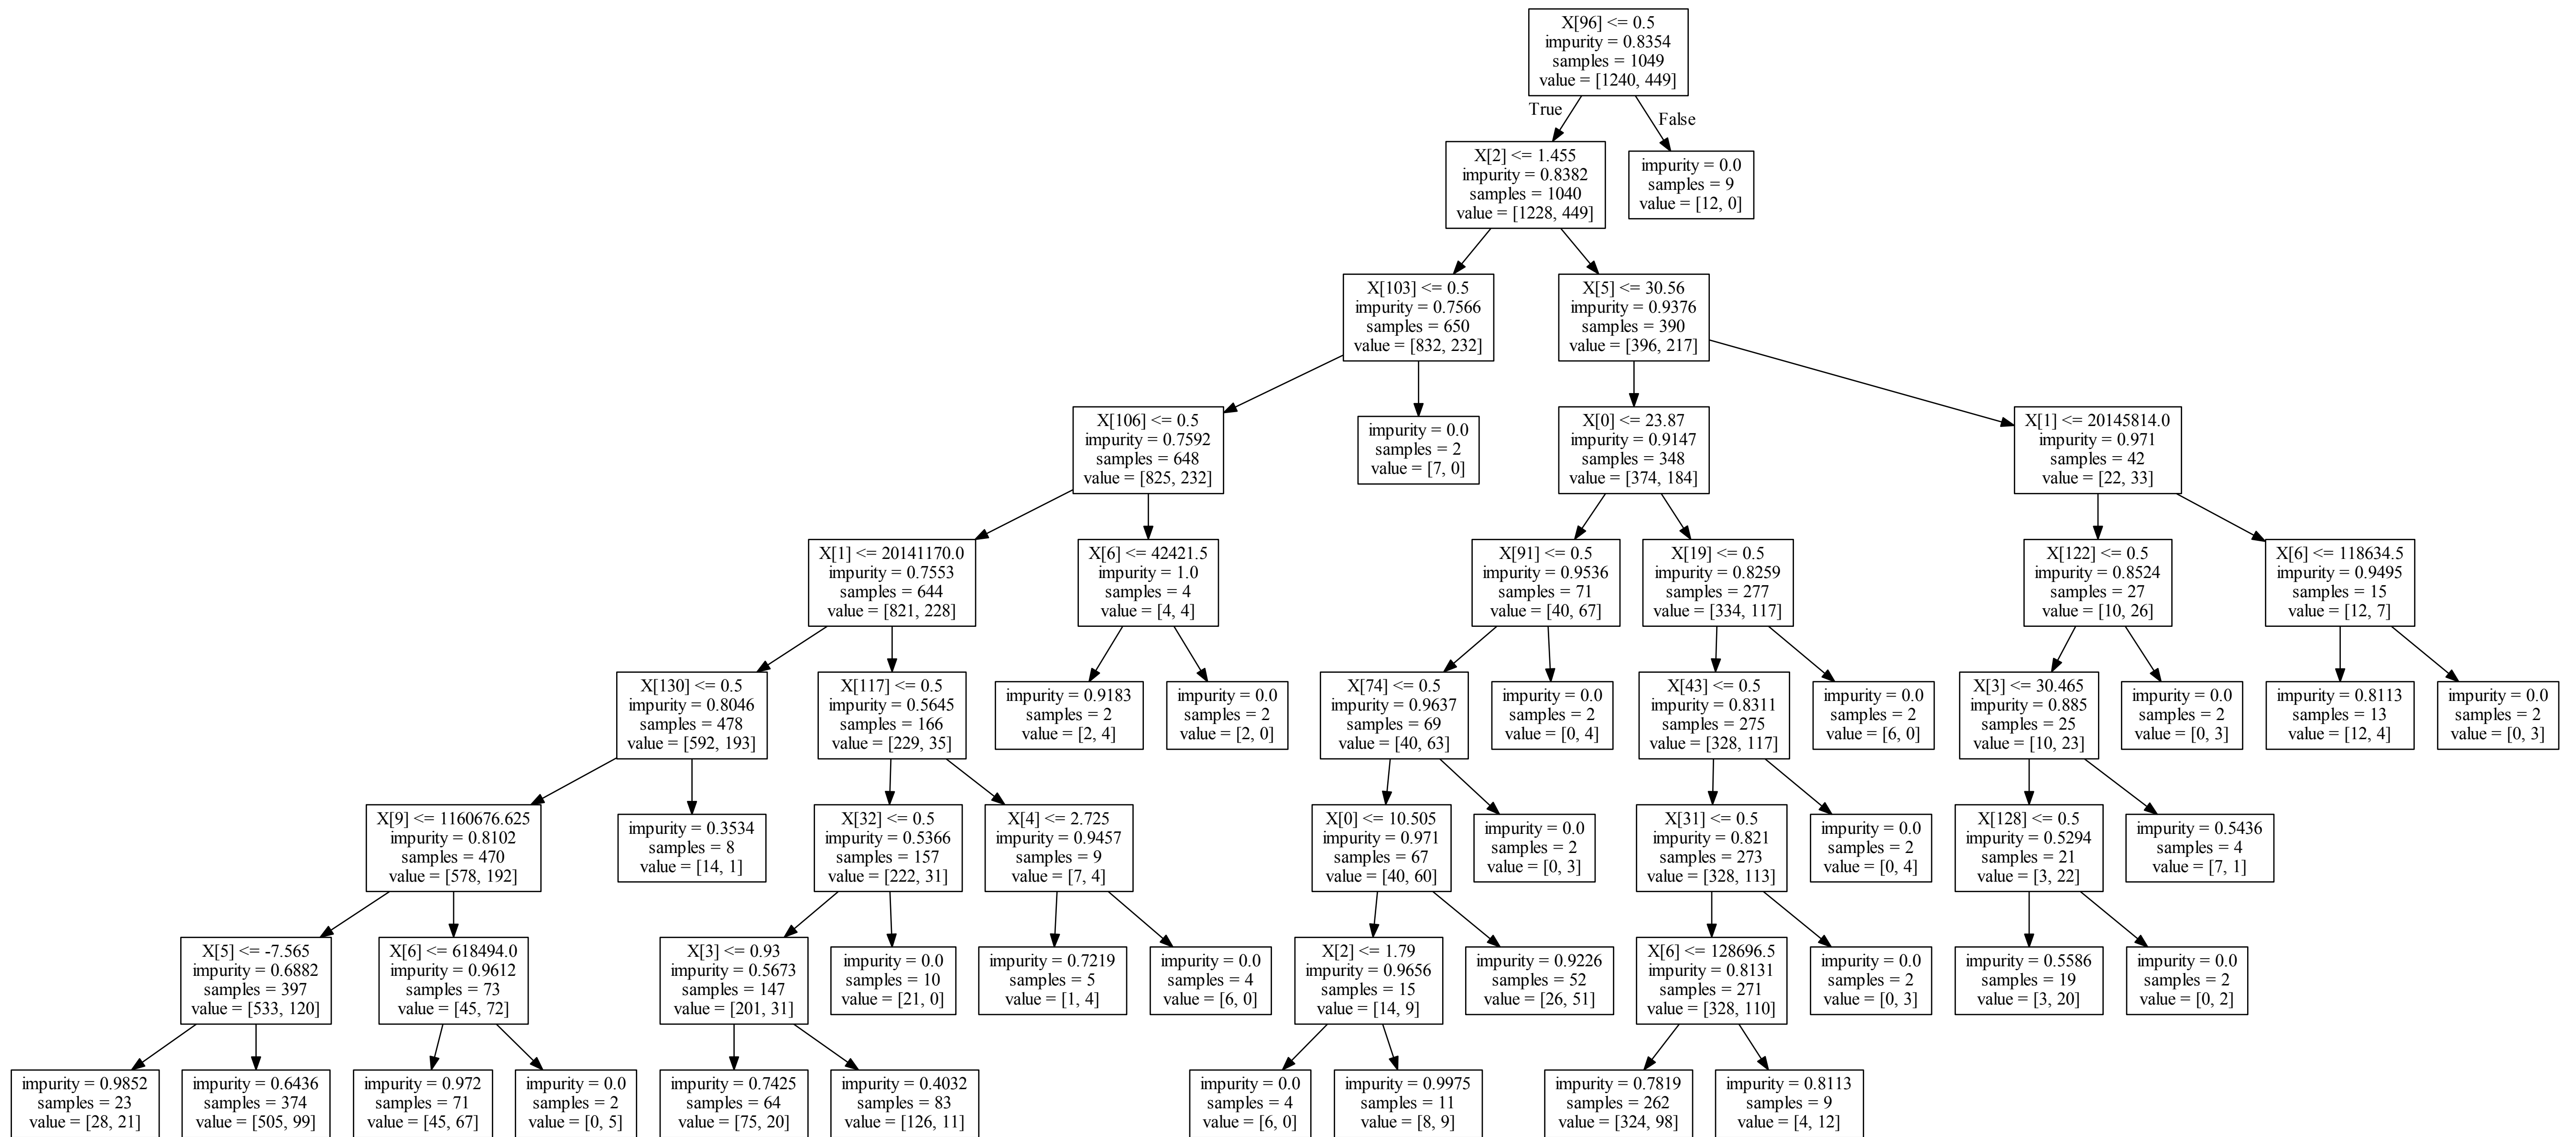 X[96] <= 0.5
impurity = 0.8354
samples = 1049
value = [1240, 449]
True
False
X[2] <= 1.455
impurity = 0.8382
samples = 1040
value = [1228, 449]
impurity = 0.0
samples = 9
value = [12, 0]
X[103] <= 0.5
impurity = 0.7566
samples = 650
value = [832, 232]
X[5] <= 30.56
impurity = 0.9376
samples = 390
value = [396, 217]
X[106] <= 0.5
impurity = 0.7592
samples = 648
value = [825, 232]
impurity = 0.0
samples = 2
value = [7, 0]
X[0] <= 23.87
impurity = 0.9147
samples = 348
value = [374, 184]
X[1] <= 20145814.0
impurity = 0.971
samples = 42
value = [22, 33]
X[1] <= 20141170.0
impurity = 0.7553
samples = 644
value = [821, 228]
X[6] <= 42421.5
impurity = 1.0
samples = 4
value = [4, 4]
X[91] <= 0.5
impurity = 0.9536
samples = 71
value = [40, 67]
X[19] <= 0.5
impurity = 0.8259
samples = 277
value = [334, 117]
X[122] <= 0.5
impurity = 0.8524
samples = 27
value = [10, 26]
X[6] <= 118634.5
impurity = 0.9495
samples = 15
value = [12, 7]
X[130] <= 0.5
impurity = 0.8046
samples = 478
value = [592, 193]
X[117] <= 0.5
impurity = 0.5645
samples = 166
value = [229, 35]
impurity = 0.9183
samples = 2
value = [2, 4]
impurity = 0.0
samples = 2
value = [2, 0]
X[74] <= 0.5
impurity = 0.9637
samples = 69
value = [40, 63]
impurity = 0.0
samples = 2
value = [0, 4]
X[43] <= 0.5
impurity = 0.8311
samples = 275
value = [328, 117]
impurity = 0.0
samples = 2
value = [6, 0]
X[3] <= 30.465
impurity = 0.885
samples = 25
value = [10, 23]
impurity = 0.0
samples = 2
value = [0, 3]
impurity = 0.8113
samples = 13
value = [12, 4]
impurity = 0.0
samples = 2
value = [0, 3]
X[9] <= 1160676.625
impurity = 0.8102
samples = 470
value = [578, 192]
impurity = 0.3534
samples = 8
value = [14, 1]
X[32] <= 0.5
impurity = 0.5366
samples = 157
value = [222, 31]
X[4] <= 2.725
impurity = 0.9457
samples = 9
value = [7, 4]
X[0] <= 10.505
impurity = 0.971
samples = 67
value = [40, 60]
impurity = 0.0
samples = 2
value = [0, 3]
X[31] <= 0.5
impurity = 0.821
samples = 273
value = [328, 113]
impurity = 0.0
samples = 2
value = [0, 4]
X[128] <= 0.5
impurity = 0.5294
samples = 21
value = [3, 22]
impurity = 0.5436
samples = 4
value = [7, 1]
X[5] <= -7.565
impurity = 0.6882
samples = 397
value = [533, 120]
X[6] <= 618494.0
impurity = 0.9612
samples = 73
value = [45, 72]
X[3] <= 0.93
impurity = 0.5673
samples = 147
value = [201, 31]
impurity = 0.0
samples = 10
value = [21, 0]
impurity = 0.7219
samples = 5
value = [1, 4]
impurity = 0.0
samples = 4
value = [6, 0]
X[2] <= 1.79
impurity = 0.9656
samples = 15
value = [14, 9]
impurity = 0.9226
samples = 52
value = [26, 51]
X[6] <= 128696.5
impurity = 0.8131
samples = 271
value = [328, 110]
impurity = 0.0
samples = 2
value = [0, 3]
impurity = 0.5586
samples = 19
value = [3, 20]
impurity = 0.0
samples = 2
value = [0, 2]
impurity = 0.9852
samples = 23
value = [28, 21]
impurity = 0.6436
samples = 374
value = [505, 99]
impurity = 0.972
samples = 71
value = [45, 67]
impurity = 0.0
samples = 2
value = [0, 5]
impurity = 0.7425
samples = 64
value = [75, 20]
impurity = 0.4032
samples = 83
value = [126, 11]
impurity = 0.0
samples = 4
value = [6, 0]
impurity = 0.9975
samples = 11
value = [8, 9]
impurity = 0.7819
samples = 262
value = [324, 98]
impurity = 0.8113
samples = 9
value = [4, 12]